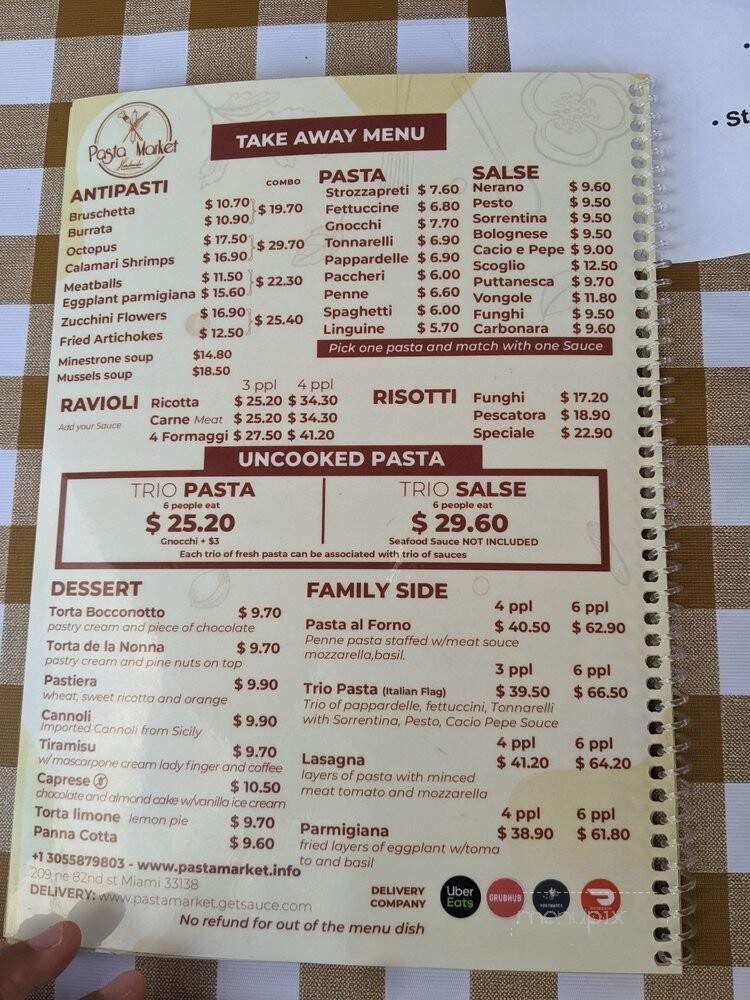 • St
Pasta Market
TAKE AWAY MENU
ANTIPASTI
COMBO
Bruschetta $ 10.70
Burrata $ 10.90
$ 19.70
Octopus $ 17.50
Calamari Shrimps $ 16.90
$ 29.70
Meatballs $ 11.50
Eggplant parmigiana $ 15.60
$ 22.30
Zucchini Flowers $ 16.90
Fried Artichokes $ 12.50
$ 25.40
Minestrone soup $14.80
Mussels soup $18.50
PASTA
Strozzapreti $ 7.60
Fettuccine $ 6.80
Gnocchi $ 7.70
Tonnarelli $ 6.90
Pappardelle $ 6.90
Paccheri $ 6.00
Penne $ 6.60
Spaghetti $ 6.00
Linguine $ 5.70
SALSE
Nerano $ 9.60
Pesto $ 9.50
Sorrentina $ 9.50
Bolognese $ 9.50
Cacio e Pepe $ 9.00
Scoglio $ 12.50
Puttanesca $ 9.70
Vongole $ 11.80
Funghi $ 9.50
Carbonara $ 9.60
Pick one pasta and match with one Sauce
RAVIOLI
Add your Sauce
3 ppl 4 ppl
Ricotta $ 25.20 $ 34.30
Carne Meat $ 25.20 $ 34.30
4 Formaggi $ 27.50 $ 41.20
RISOTTI
Funghi $ 17.20
Pescatora $ 18.90
Speciale $ 22.90
UNCOOKED PASTA
TRIO PASTA
6 people eat
$ 25.20
Gnocchi + $3
TRIO SALSE
6 people eat
$ 29.60
Seafood Sauce NOT INCLUDED
Each trio of fresh pasta can be associated with trio of sauces
DESSERT
Torta Bocconotto $ 9.70
pastry cream and piece of chocolate
Torta de la Nonna $ 9.70
pastry cream and pine nuts on top
Pastiera $ 9.90
wheat, sweet ricotta and orange
Cannoli $ 9.90
Imported Cannoli from Sicily
Tiramisu $ 9.70
w/mascarpone cream lady finger and coffee
Caprese $ 10.50
chocolate and almond cake w/vanilla ice cream
Torta limone lemon pie $ 9.70
Panna Cotta $ 9.60
FAMILY SIDE
4 ppl 6 ppl
Pasta al Forno $ 40.50 $ 62.90
Penne pasta staffed w/meat souce
mozzarella,basil.
3 ppl 6 ppl
Trio Pasta (Italian Flag) $ 39.50 $ 66.50
Trio of pappardelle, fettuccini, Tonnarelli
with Sorrentina, Pesto, Cacio Pepe Souce
4 ppl 6 ppl
Lasagna $ 41.20 $ 64.20
layers of pasta with minced
meat tomato and mozzarella
4 ppl 6 ppl
Parmigiana $ 38.90 $ 61.80
fried layers of eggplant w/toma
to and basil
+1 3055879803 - www.pastamarket.info
209 ne 82nd st Miami 33138
DELIVERY: www.pastamarket.getsauce.com
DELIVERY
COMPANY
Uber
Eats
GRUBHUB
POSTMATES
DOORDASH
menupix
No refund for out of the menu dish